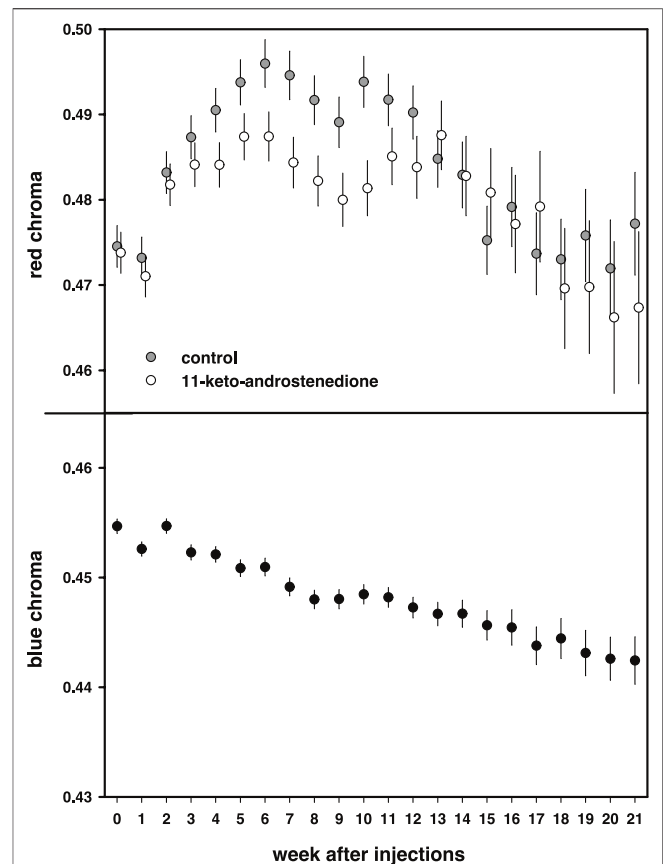 0.50
0.49
0.48
0.47
0.46
red chroma
control
11-keto-androstenedione
0.46
0.45
0.44
0.43
blue chroma
0 1 2 3 4 5 6 7 8 9 10 11 12 13 14 15 16 17 18 19 20 21
week after injections